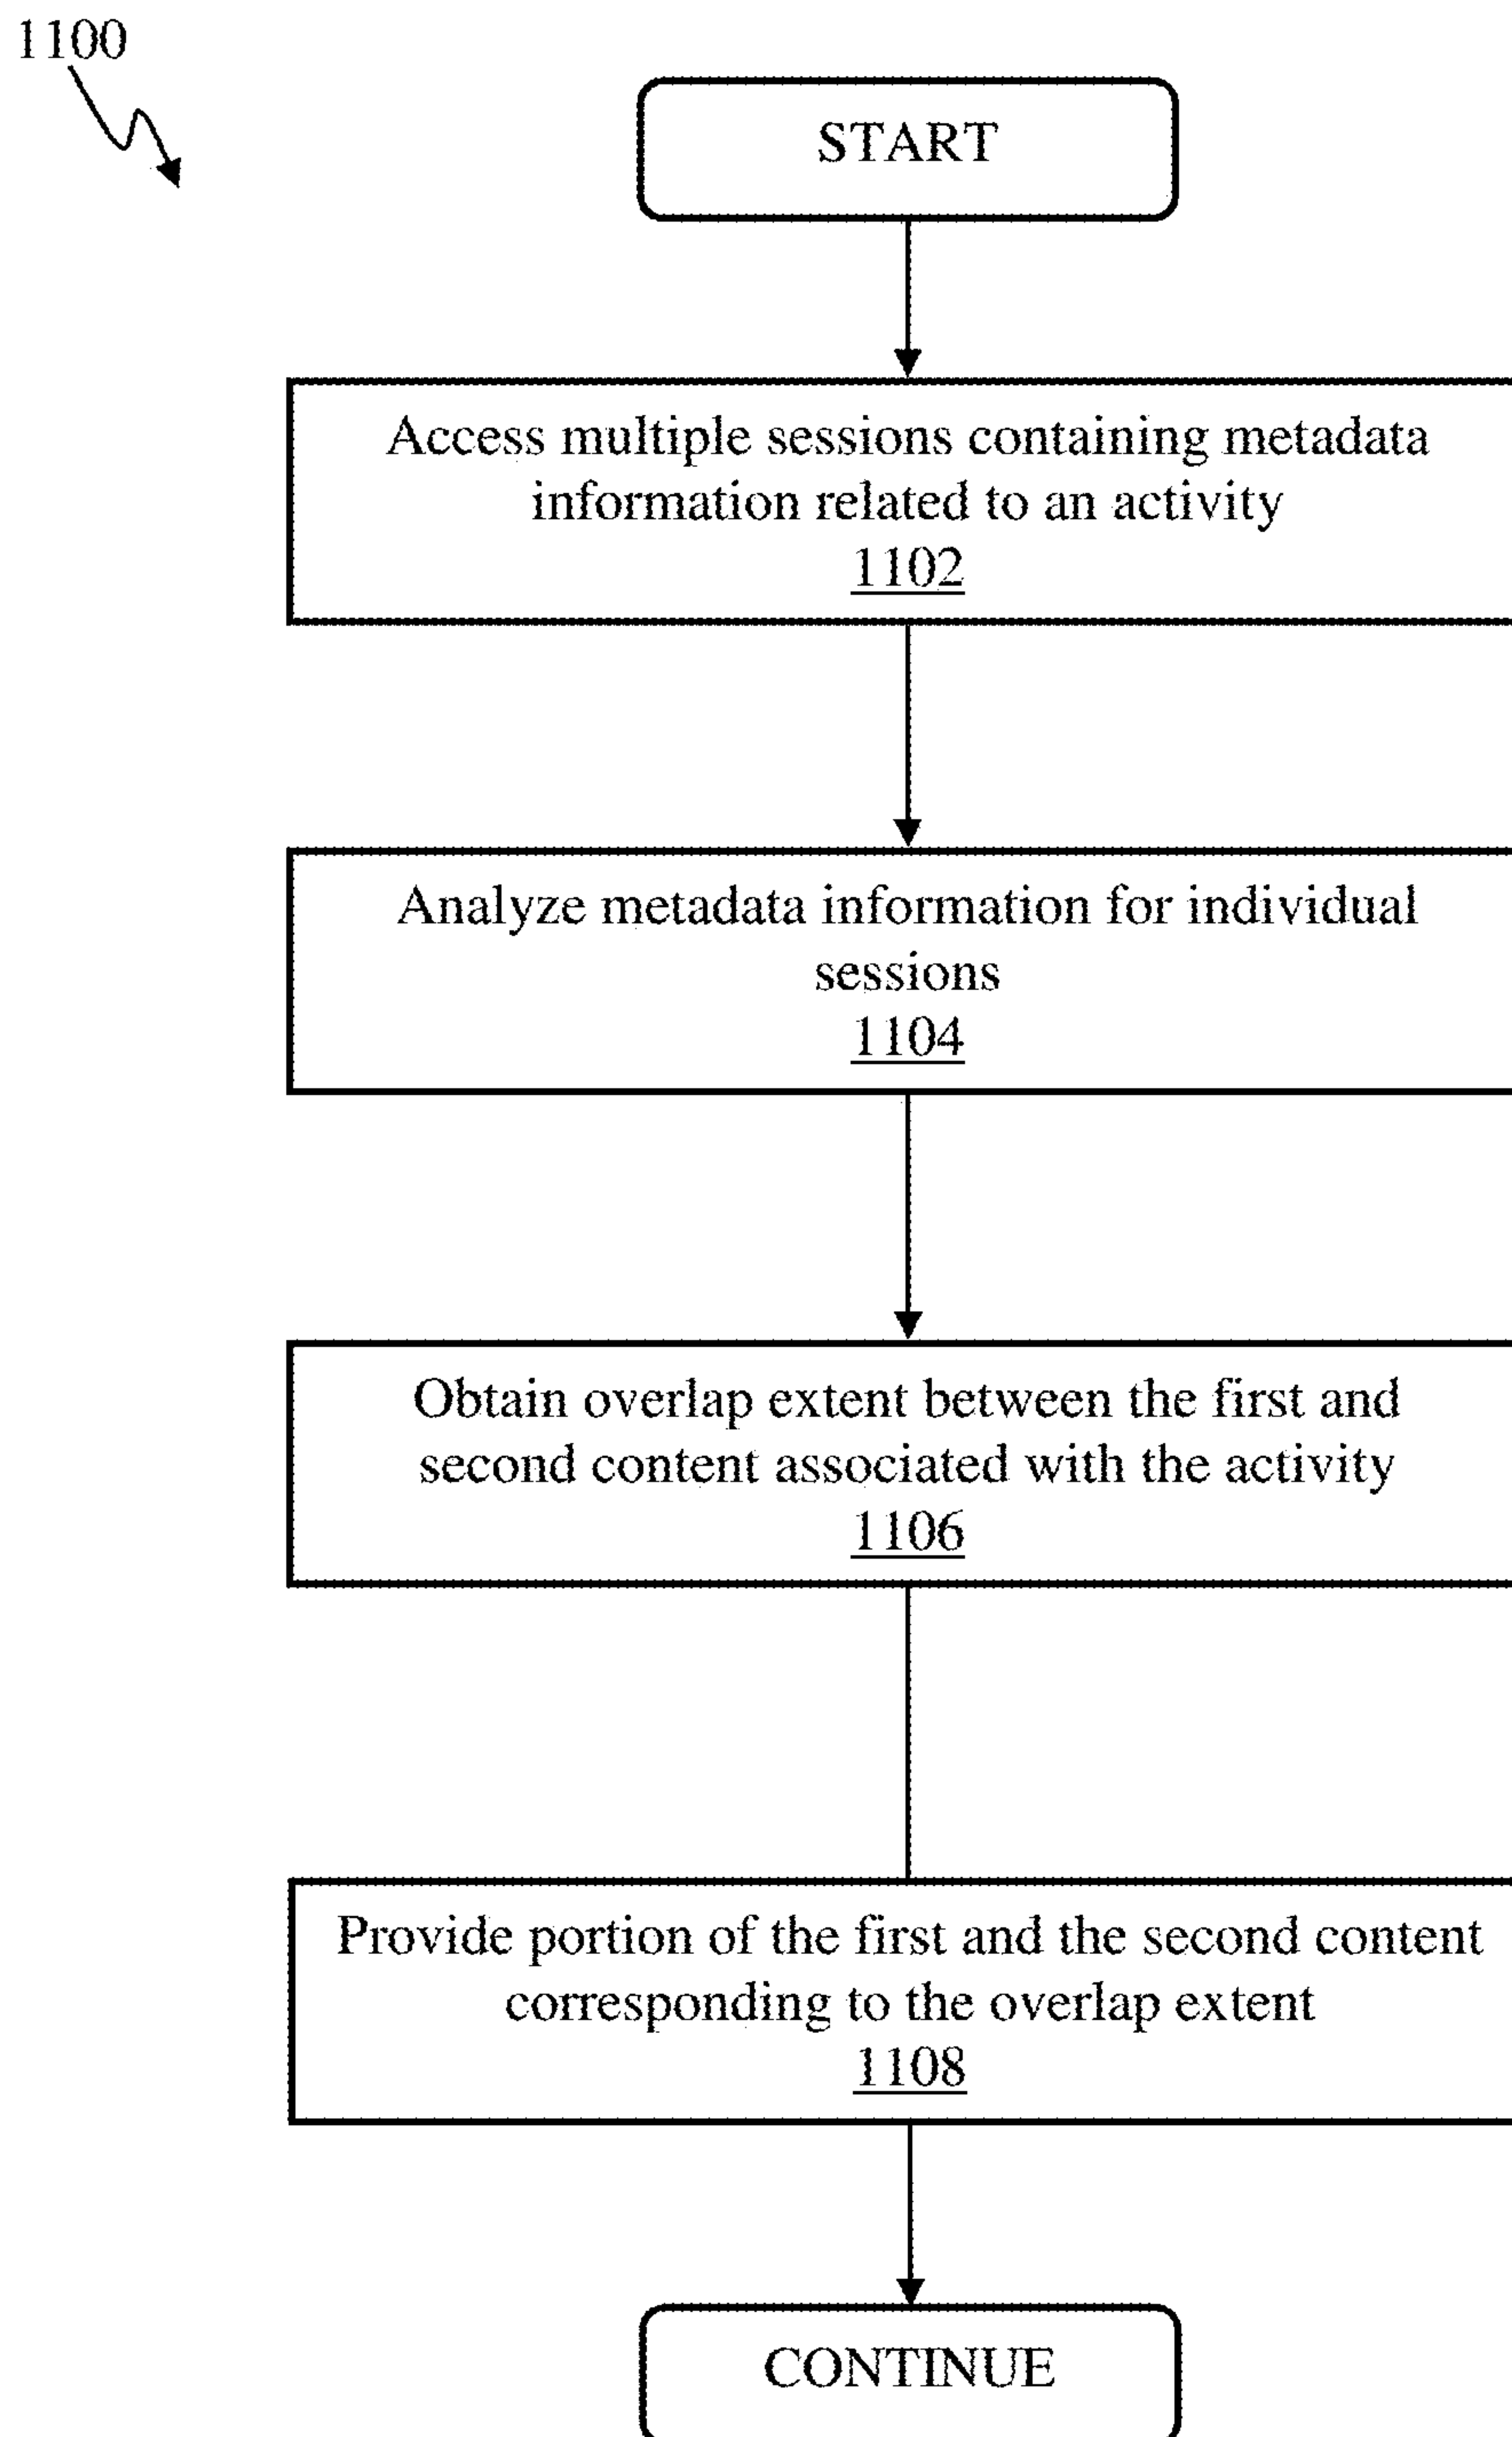 1100
START
Access multiple sessions containing metadata
information related to an activity
1102
Analyze metadata information for individual
sessions
1104
Obtain overlap extent between the first and
second content associated with the activity
1106
Provide portion of the first and the second content
corresponding to the overlap extent
1108
CONTINUE